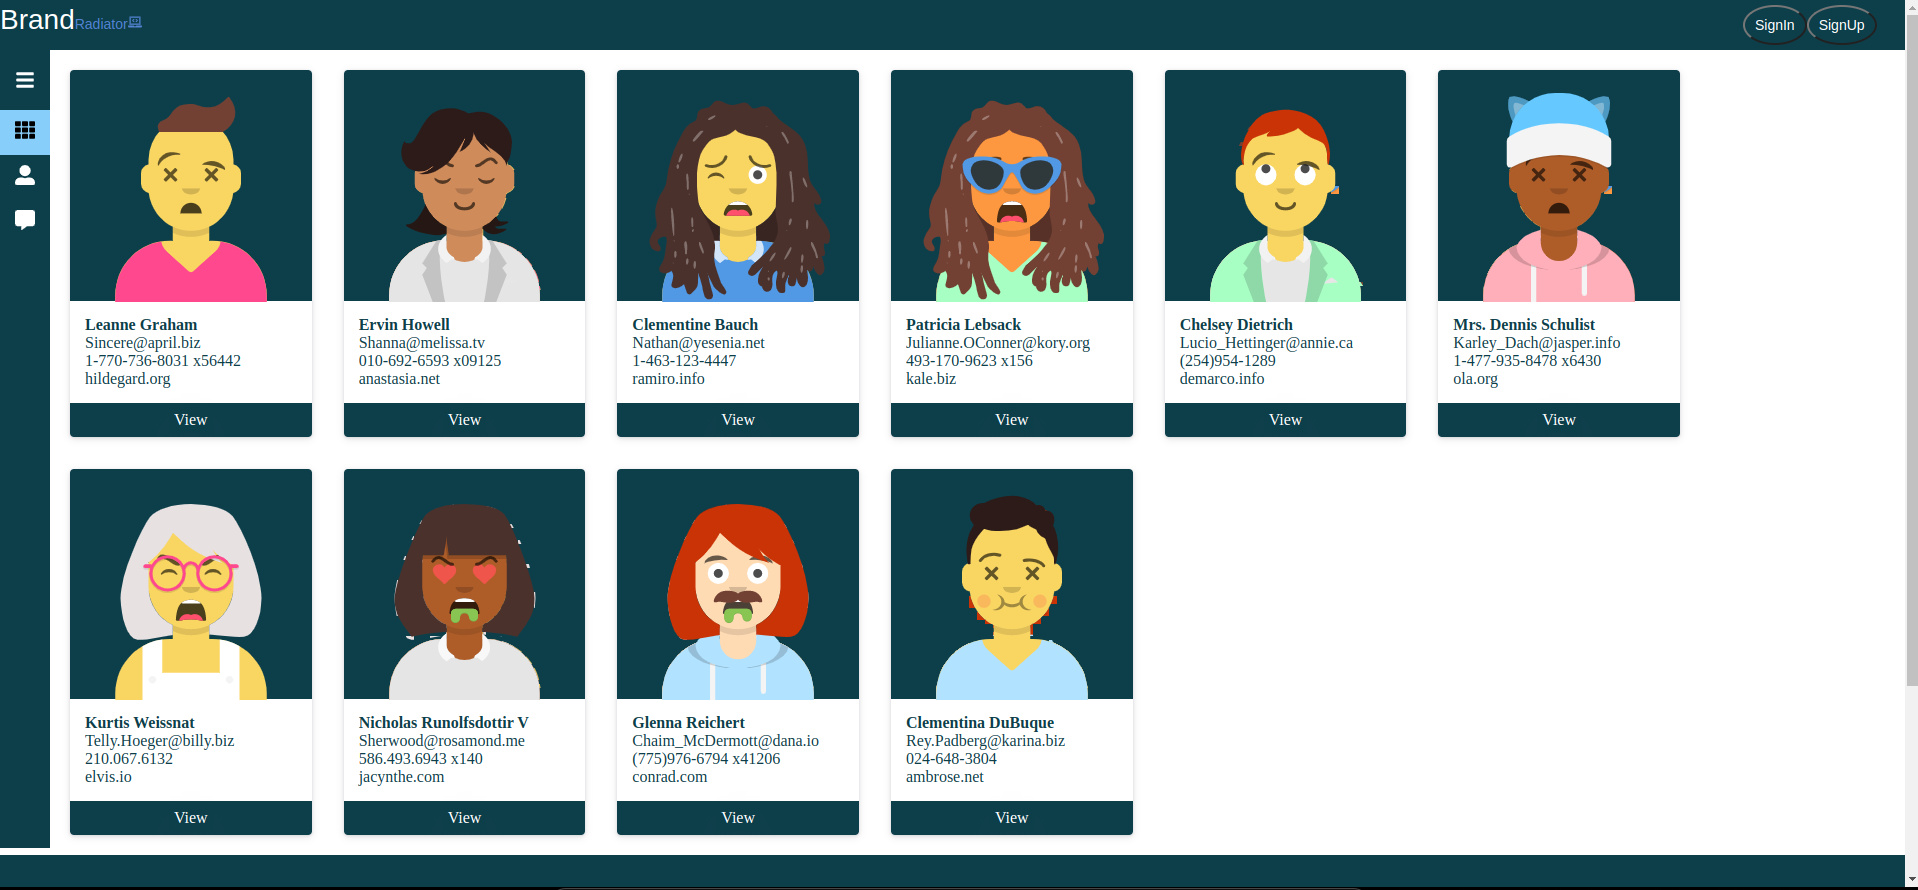 BrandRadiator
SignIn SignUp
Leanne Graham
Sincere@april.biz
1-770-736-8031 x56442
hildegard.org
View
Ervin Howell
Shanna@melissa.tv
010-692-6593 x09125
anastasia.net
View
Clementine Bauch
Nathan@yesenia.net
1-463-123-4447
ramiro.info
View
Patricia Lebsack
Julianne.OConner@kory.org
493-170-9623 x156
kale.biz
View
Chelsey Dietrich
Lucio_Hettinger@annie.ca
(254)954-1289
demarco.info
View
Mrs. Dennis Schulist
Karley_Dach@jasper.info
1-477-935-8478 x6430
ola.org
View
Kurtis Weissnat
Telly.Hoeger@billy.biz
210.067.6132
elvis.io
View
Nicholas Runolfsdottir V
Sherwood@rosamond.me
586.493.6943 x140
jacynthe.com
View
Glenna Reichert
Chaim_McDermott@dana.io
(775)976-6794 x41206
conrad.com
View
Clementina DuBuque
Rey.Padberg@karina.biz
024-648-3804
ambrose.net
View